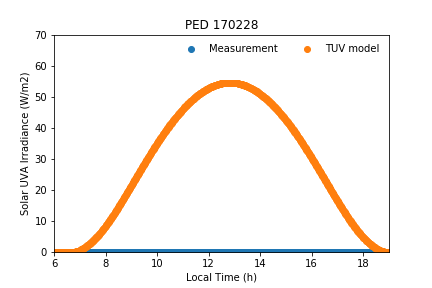 PED 170228
Measurement TUV model
Solar UVA Irradiance (W/m2)
70
60
50
40
30
20
10
0
6 8 10 12 14 16 18
Local Time (h)